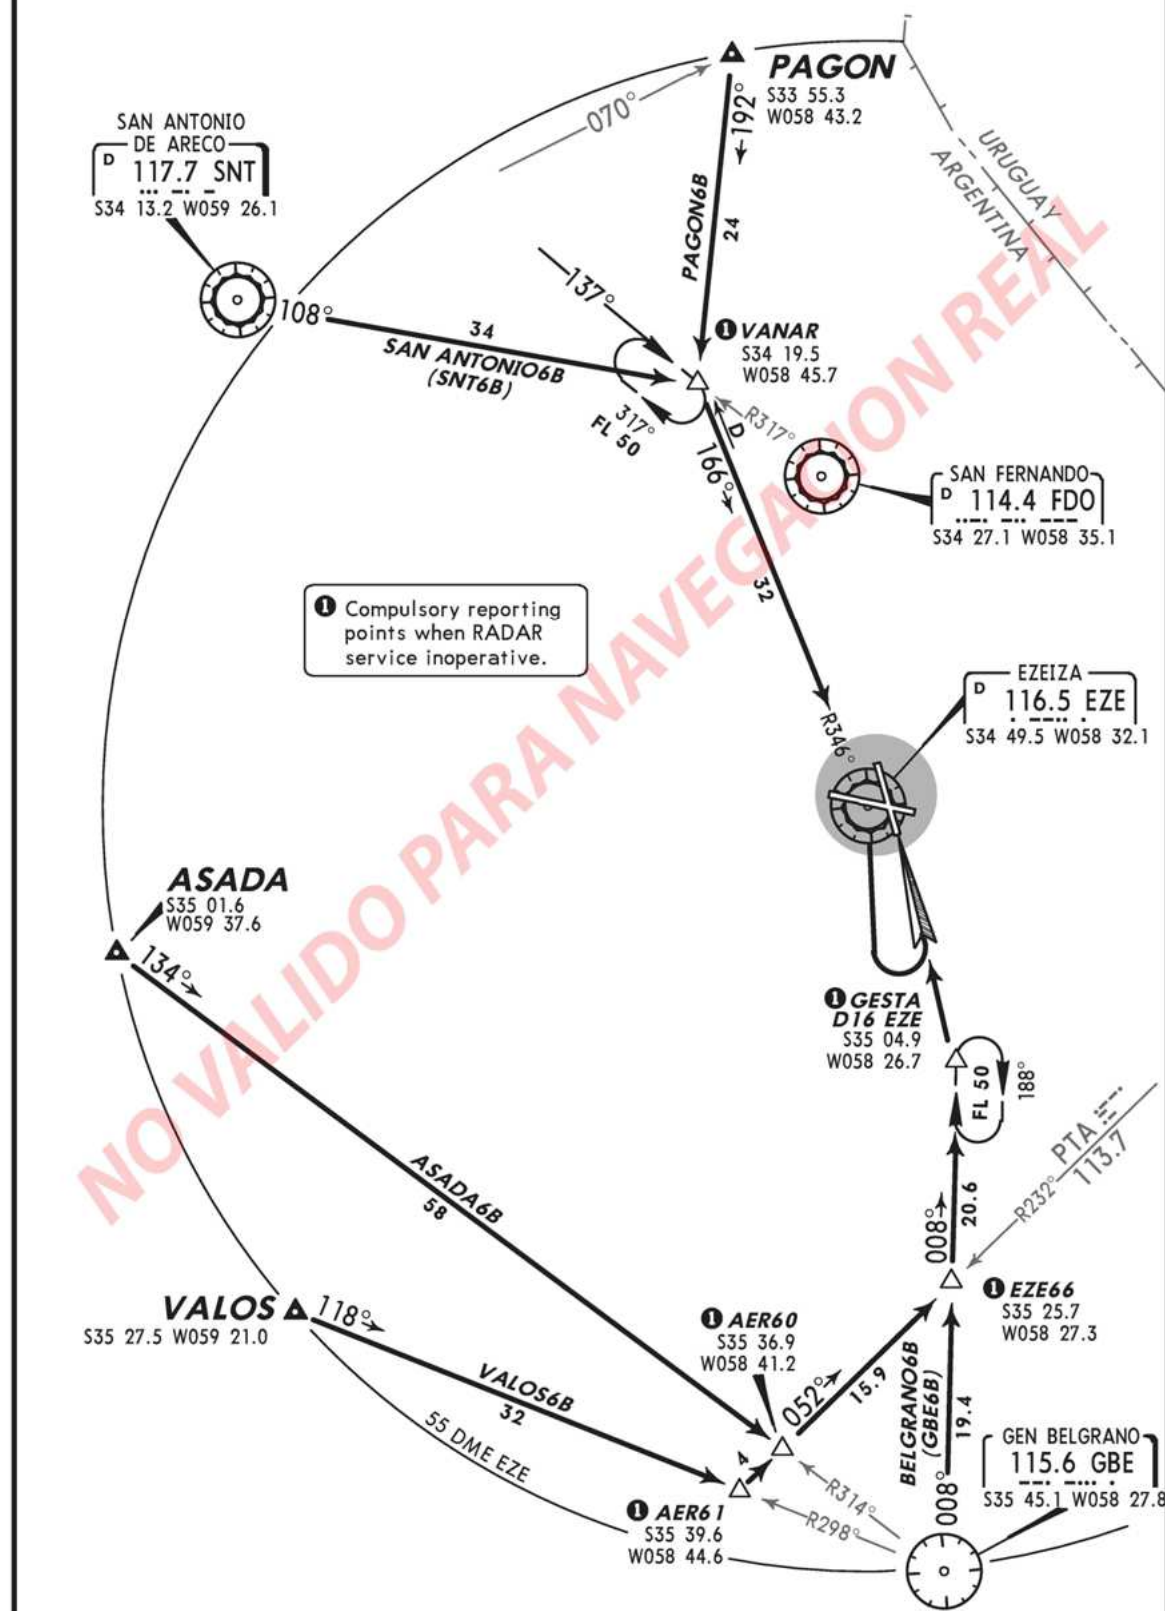 PAGON
S33 55.3
W058 43.2
070°
192°
PAGON6B
24
URUGUAY
ARGENTINA
SAN ANTONIO
DE ARECO
D 117.7 SNT
S34 13.2 W059 26.1
108°
34
SAN ANTONIO6B
(SNT6B)
137°
317°
FL 50
1 VANAR
S34 19.5
W058 45.7
R317°
D
166°
32
SAN FERNANDO
D 114.4 FDO
S34 27.1 W058 35.1
1 Compulsory reporting
points when RADAR
service inoperative.
NO VALIDO PARA NAVEGACION REAL
EZEIZA
D 116.5 EZE
S34 49.5 W058 32.1
R346°
ASADA
S35 01.6
W059 37.6
134°
ASADA6B
58
1 GESTA
D16 EZE
S35 04.9
W058 26.7
FL 50
188°
PTA
113.7
R232°
008°
20.6
1 EZE66
S35 25.7
W058 27.3
VALOS
S35 27.5 W059 21.0
118°
VALOS6B
32
55 DME EZE
1 AER60
S35 36.9
W058 41.2
052°
15.9
4
1 AER61
S35 39.6
W058 44.6
R314°
R298°
BELGRANO6B
(GBE6B)
19.4
008°
GEN BELGRANO
115.6 GBE
S35 45.1 W058 27.8